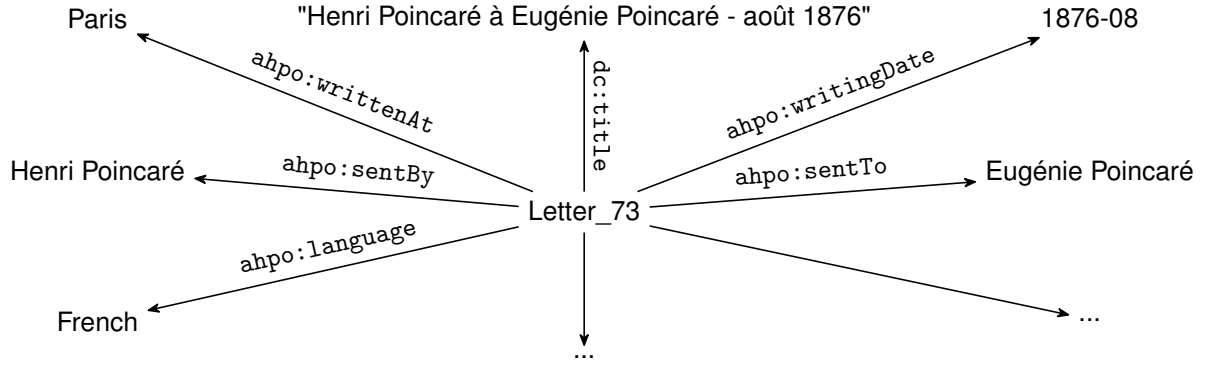 Paris
"Henri Poincaré à Eugénie Poincaré - août 1876"
1876-08
ahpo:writtenAt
dc:title
ahpo:writingDate
Henri Poincaré
ahpo:sentBy
ahpo:sentTo
Eugénie Poincaré
Letter_73
ahpo:language
French
...
...